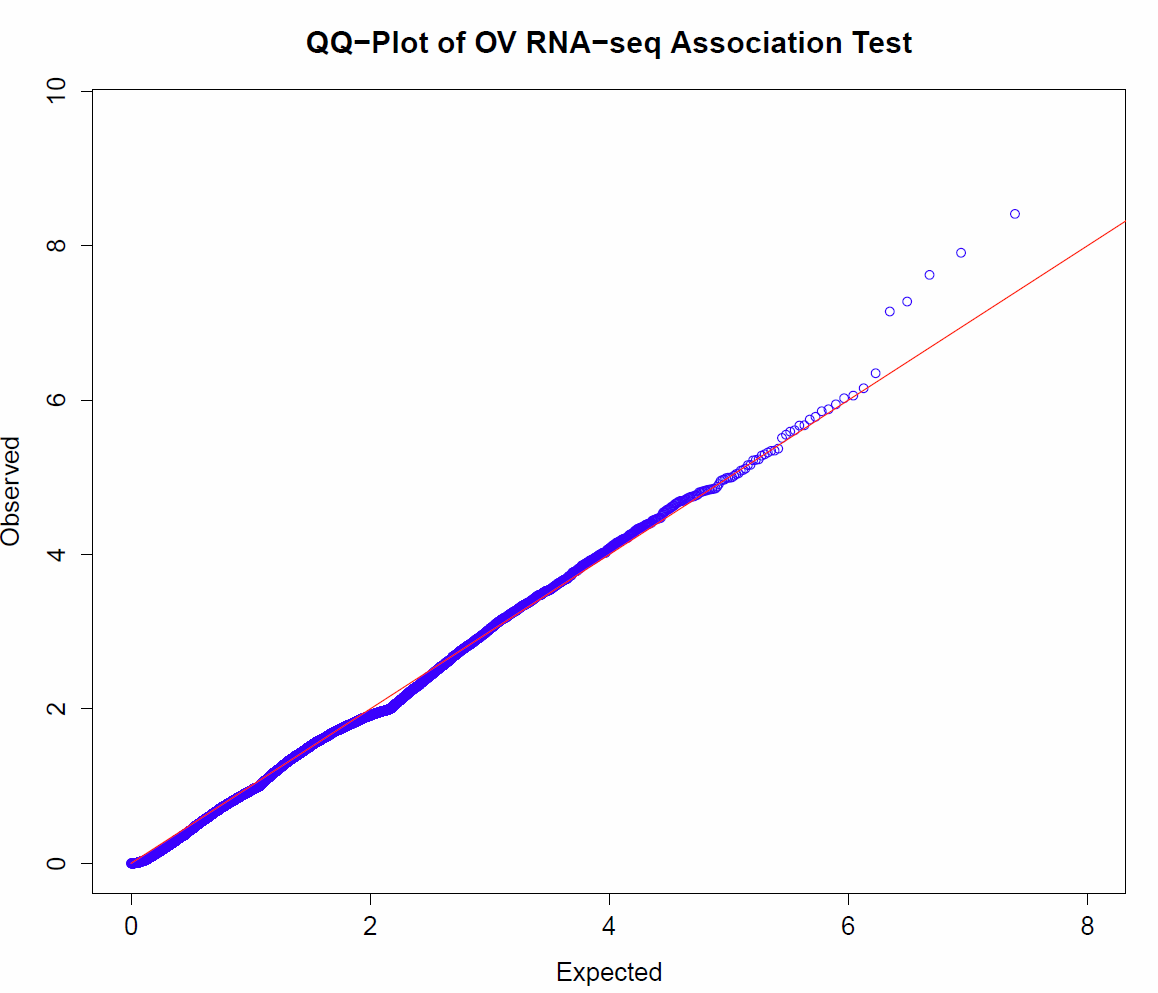 QQ−Plot of OV RNA−seq Association Test
10
8
6
4
2
0
Observed
0 2 4 6 8
Expected